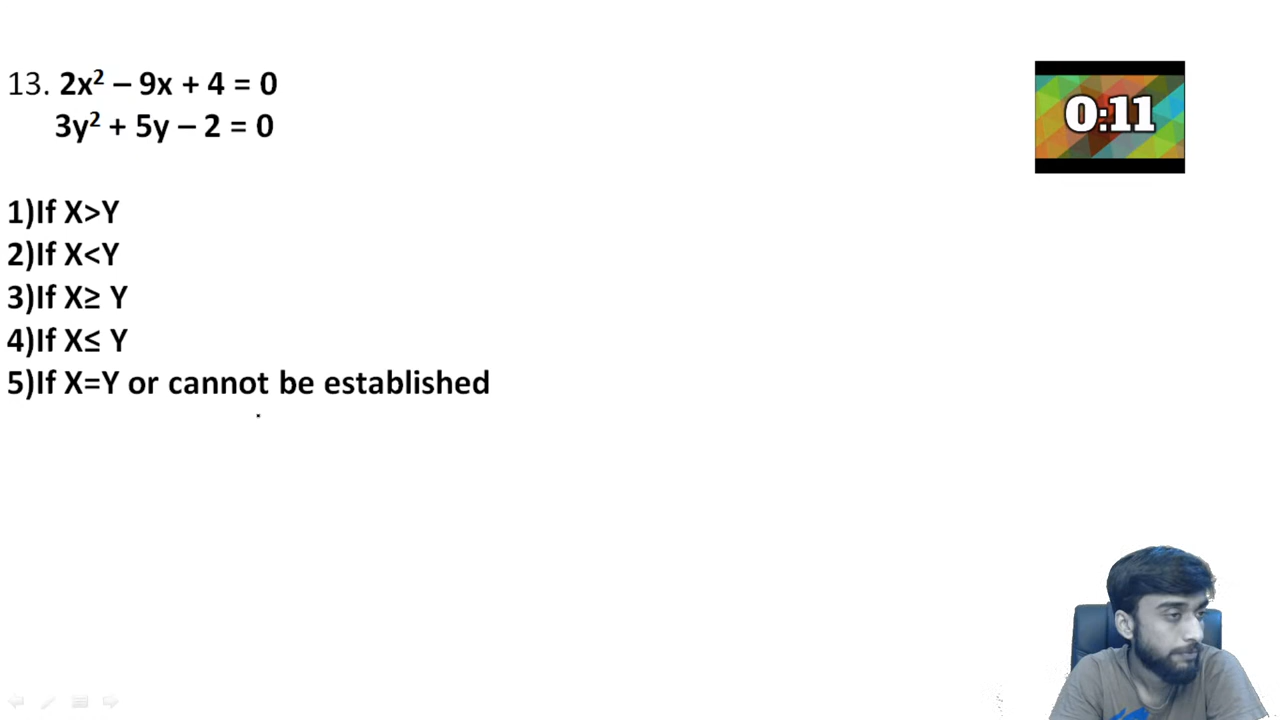 13. 2x² – 9x + 4 = 0
3y² + 5y – 2 = 0
0:11
1)If X>Y
2)If X<Y
3)If X≥ Y
4)If X≤ Y
5)If X=Y or cannot be established